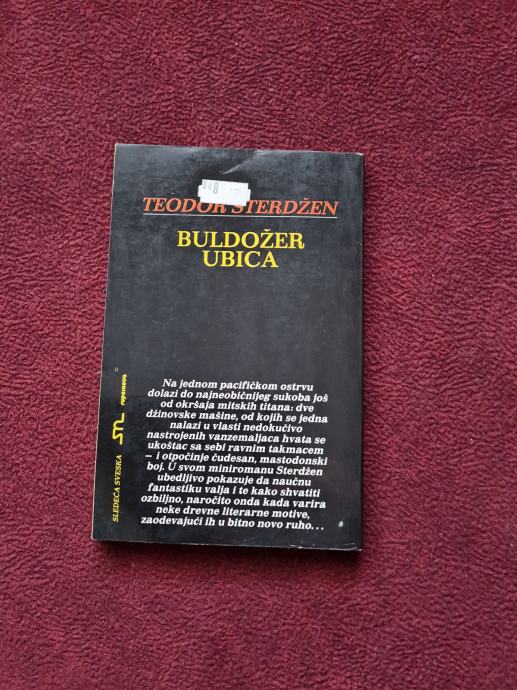 TEODOR STERDŽEN
BULDOŽER
UBICA
Na jednom pacifičkom ostrvu
dolazi do najneobičnijeg sukoba još
od okršaja mitskih titana: dve
džinovske mašine, od kojih se jedna
nalazi u vlasti nedokučivo
nastrojenih vanzemaljaca hvata se
ukoštac sa sebi ravnim takmacem
— i otpočinje čudesan, mastodonski
boj. U svom miniromanu Sterdžen
ubedljivo pokazuje da naučnu
fantastiku valja i te kako shvatiti
ozbiljno, naročito onda kada varira
neke drevne literarne motive,
zaodevajući ih u bitno novo ruho...
SLEDEĆA SVESKA